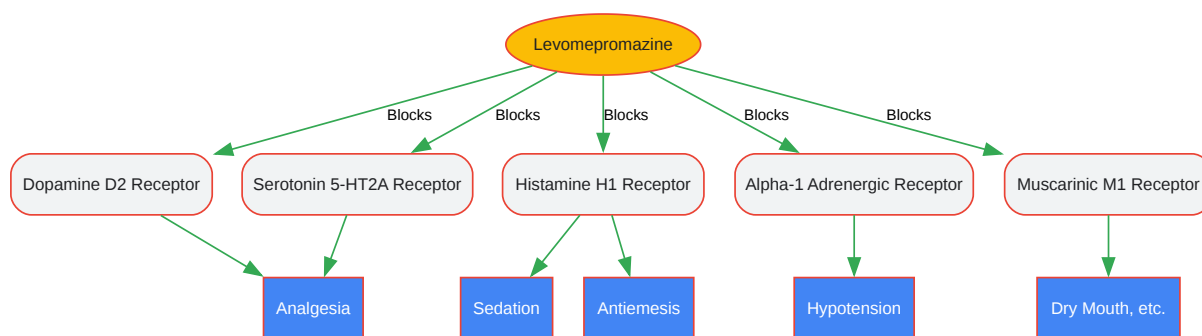 Levomepromazine
Blocks Blocks Blocks Blocks Blocks
Dopamine D2 Receptor Serotonin 5-HT2A Receptor Histamine H1 Receptor Alpha-1 Adrenergic Receptor Muscarinic M1 Receptor
Analgesia Sedation Antiemesis Hypotension Dry Mouth, etc.